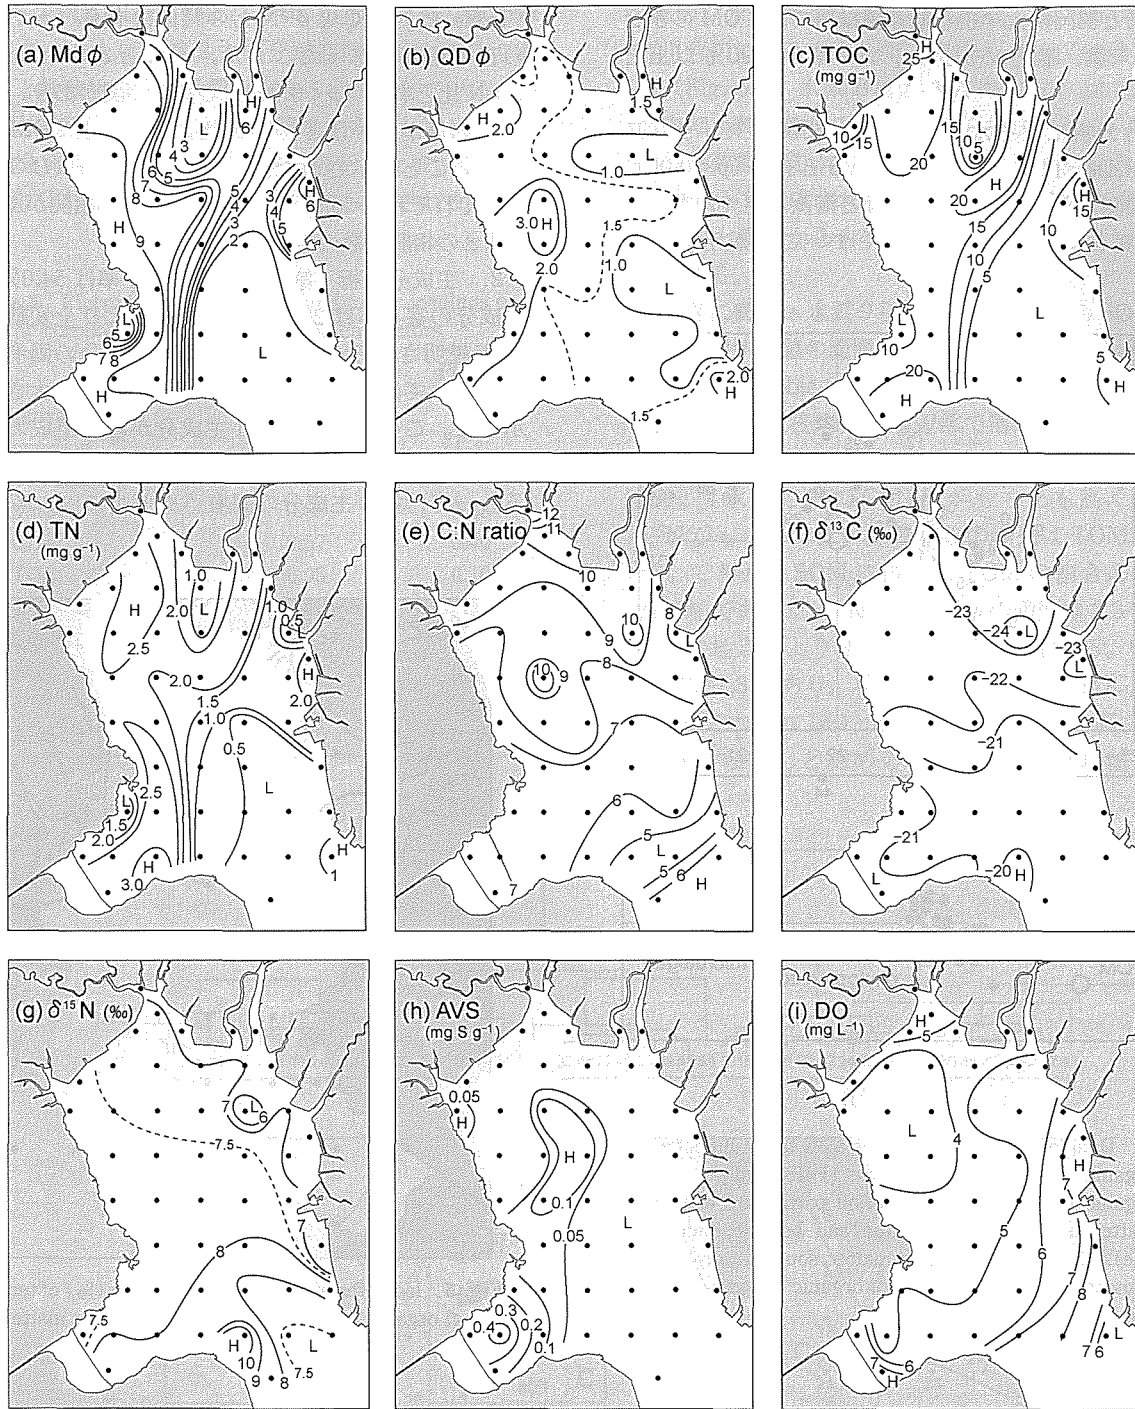 (a) Md ϕ
H
6
L
3
4
6
5
7
8
5
4
3
2
3
4
5
H
6
H
9
L
5
6
7
8
H
L
(b) QD ϕ
H
1.5
H
2.0
L
1.0
3.0
H
1.5
2.0
1.0
L
2.0
H
1.5
(c) TOC
(mg g⁻¹)
H
25
10
15
15
10
L
5
20
H
20
15
10
5
H
15
10
L
L
10
20
H
5
H
(d) TN
(mg g⁻¹)
1.0
H
2.0
L
1.0
0.5
L
2.5
2.0
H
2.0
1.5
1.0
0.5
2.5
L
L
1.5
2.0
H
3.0
H
1
(e) C:N ratio
12
11
10
10
8
9
L
8
10
9
7
6
5
L
5
6
H
7
(f) δ¹³C (‰)
−23
−24
L
−23
L
−22
−21
−21
L
−20
H
(g) δ¹⁵N (‰)
7
L
6
7.5
7
8
7.5
H
10
9
8
7.5
L
(h) AVS
(mg S g⁻¹)
0.05
H
H
0.1
L
0.05
0.3
0.4
0.2
0.1
(i) DO
(mg L⁻¹)
H
5
L
4
H
7
5
6
7
8
7
6
L
7
6
H